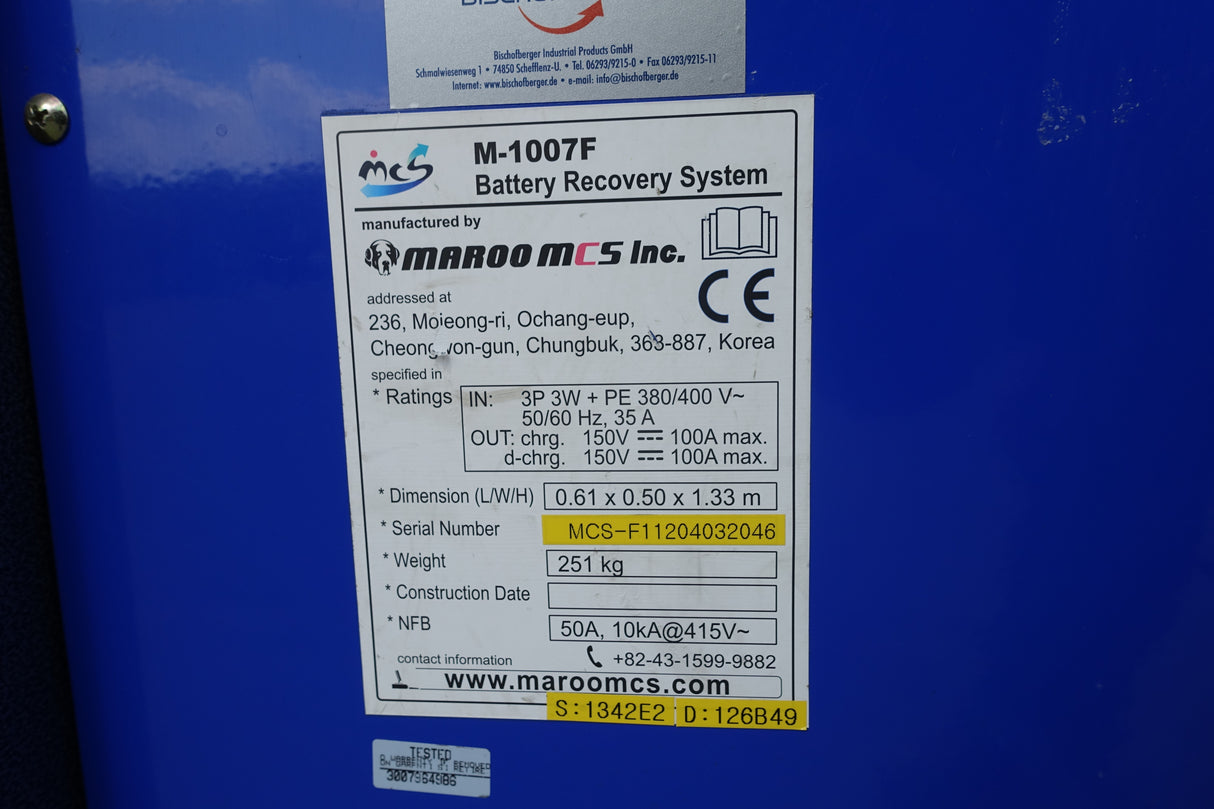 Bischofberger Industrial Products GmbH
Schmalwiesenweg 1 • 74850 Schefflenz-U. • Tel. 06293/9215-0 • Fax 06293/9215-11
Internet: www.bischofberger.de • e-mail: info@bischofberger.de
mcs M-1007F
Battery Recovery System
manufactured by
MAROO MCS Inc.
CE
addressed at
236, Mojeong-ri, Ochang-eup,
Chungbuk, 363-887, Korea
specified in
* Ratings IN: 3P 3W + PE 380/400 V~
50/60 Hz, 35 A
OUT: chrg. 150V 100A max.
d-chrg. 150V 100A max.
* Dimension (L/W/H) 0.61 x 0.50 x 1.33 m
* Serial Number MCS-F11204032046
* Weight 251 kg
* Construction Date
* NFB 50A, 10kA@415V~
contact information +82-43-1599-9882
www.maroomcs.com
S:1342E2 D:126B49
TESTED
3007964986